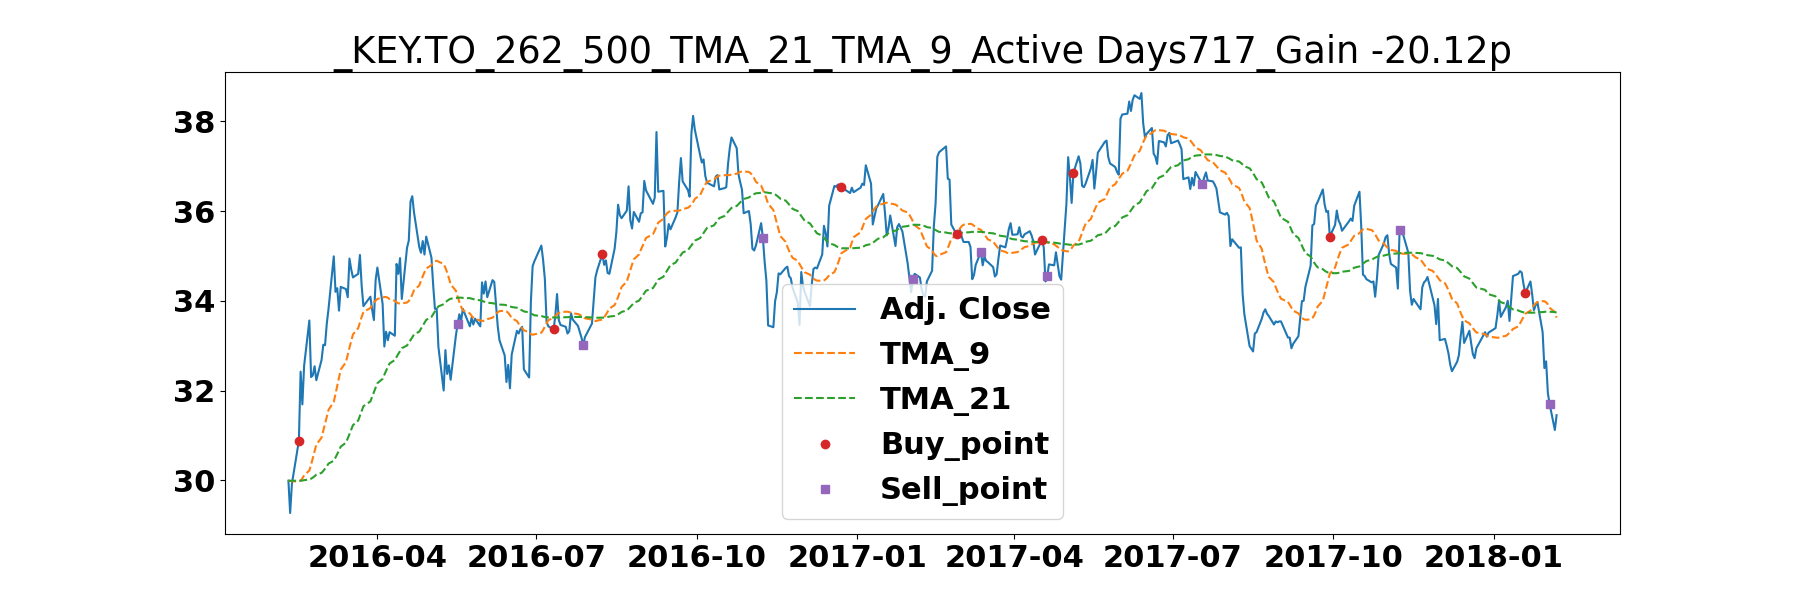 _KEY.TO_262_500_TMA_21_TMA_9_Active Days717_Gain -20.12p
38
36
34
32
30
Adj. Close
TMA_9
TMA_21
Buy_point
Sell_point
2016-04 2016-07 2016-10 2017-01 2017-04 2017-07 2017-10 2018-01